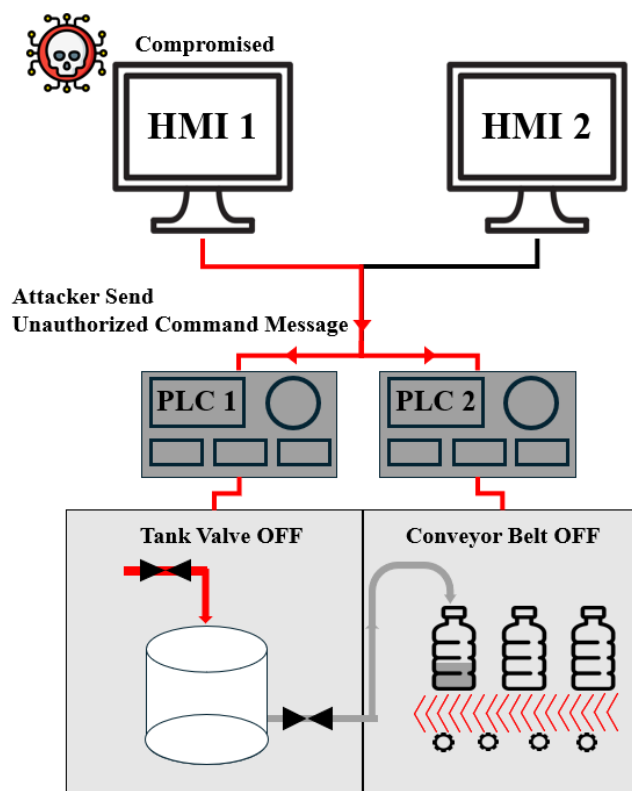 Compromised
HMI 1
HMI 2
Attacker Send
Unauthorized Command Message
PLC 1
PLC 2
Tank Valve OFF
Conveyor Belt OFF